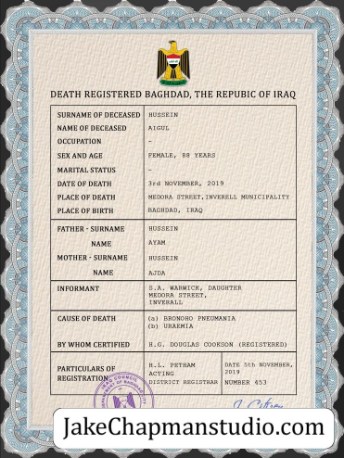 DEATH REGISTERED BAGHDAD, THE REPUBIC OF IRAQ
SURNAME OF DECEASED HUSSEIN
NAME OF DECEASED AIGUL
OCCUPATION -
SEX AND AGE FEMALE, 88 YEARS
MARITAL STATUS -
DATE OF DEATH 3rd NOVEMBER, 2019
PLACE OF DEATH MEDORA STREET, INVERELL MUNICIPALITY
PLACE OF BIRTH BAGHDAD, IRAQ
FATHER - SURNAME HUSSEIN
NAME AYAM
MOTHER - SURNAME HUSSEIN
NAME AJDA
INFORMANT S.A. WARWICK, DAUGHTER
MEDORA STREET,
INVERALL
CAUSE OF DEATH (a) BRONOHO PNEUMANIA
(b) URAEMIA
BY WHOM CERTIFIED H.G. DOUGLAS COOKSON (REGISTERED)
PARTICULARS OF REGISTRATION
R.L. PETHAM
ACTING
DISTRICT REGISTRAR
DATE 5th NOVEMBER,
2019
NUMBER 453
JakeChapmanstudio.com